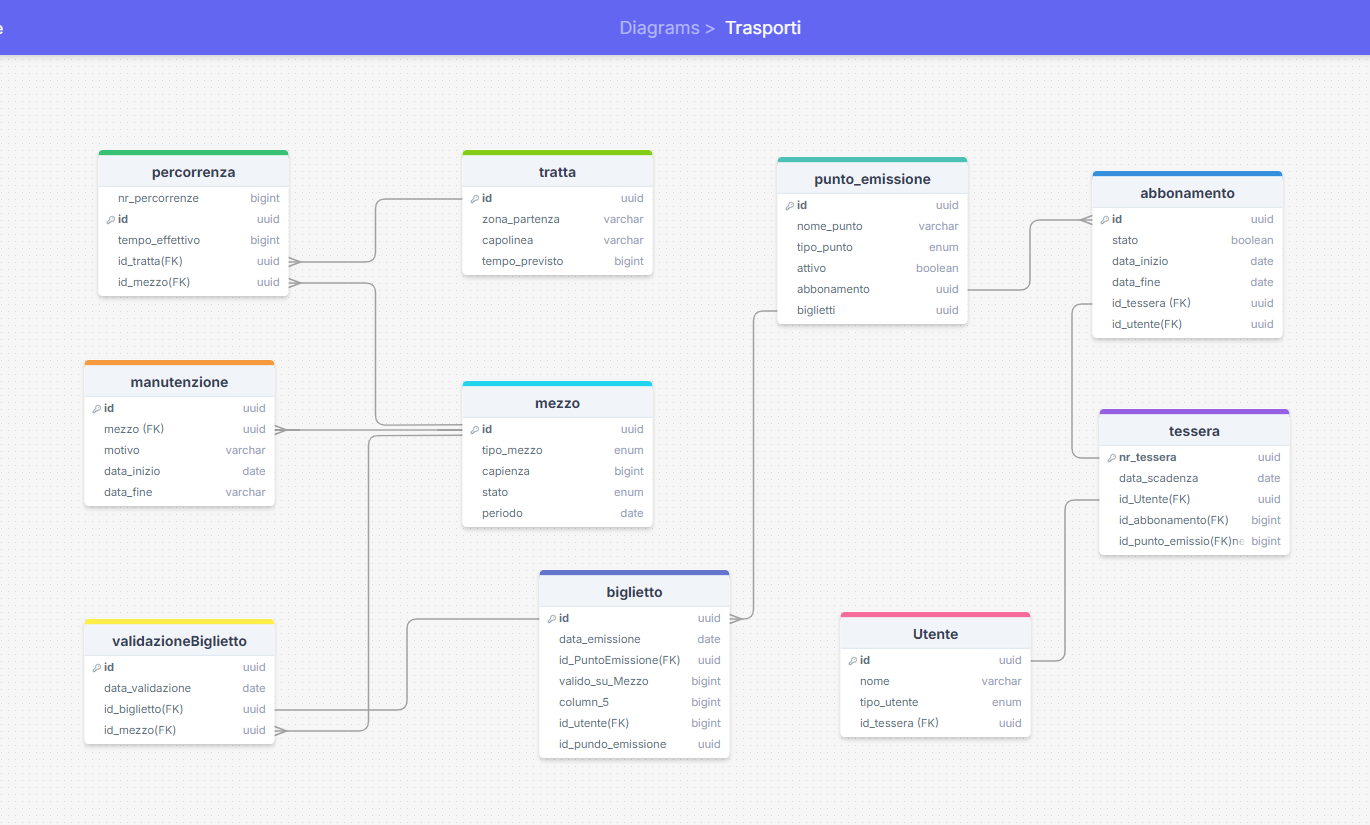 e
Diagrams > Trasporti
percorrenza
nr_percorrenze bigint
id uuid
tempo_effettivo bigint
id_tratta(FK) uuid
id_mezzo(FK) uuid
tratta
id uuid
zona_partenza varchar
capolinea varchar
tempo_previsto bigint
punto_emissione
id uuid
nome_punto varchar
tipo_punto enum
attivo boolean
abbonamento uuid
biglietti uuid
abbonamento
id uuid
stato boolean
data_inizio date
data_fine date
id_tessera (FK) uuid
id_utente(FK) uuid
manutenzione
id uuid
mezzo (FK) uuid
motivo varchar
data_inizio date
data_fine varchar
mezzo
id uuid
tipo_mezzo enum
capienza bigint
stato enum
periodo date
tessera
nr_tessera uuid
data_scadenza date
id_Utente(FK) uuid
id_abbonamento(FK) bigint
id_punto_emissio(FK)ne bigint
validazioneBiglietto
id uuid
data_validazione date
id_biglietto(FK) uuid
id_mezzo(FK) uuid
biglietto
id uuid
data_emissione date
id_PuntoEmissione(FK) uuid
valido_su_Mezzo bigint
column_5 bigint
id_utente(FK) bigint
id_pundo_emissione uuid
Utente
id uuid
nome varchar
tipo_utente enum
id_tessera (FK) uuid